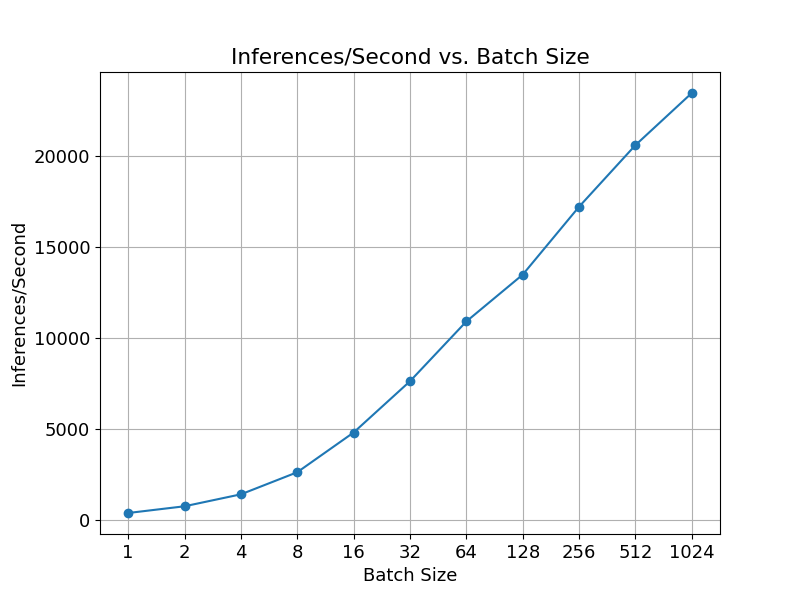 Inferences/Second vs. Batch Size
Inferences/Second
20000
15000
10000
5000
0
1 2 4 8 16 32 64 128 256 512 1024
Batch Size